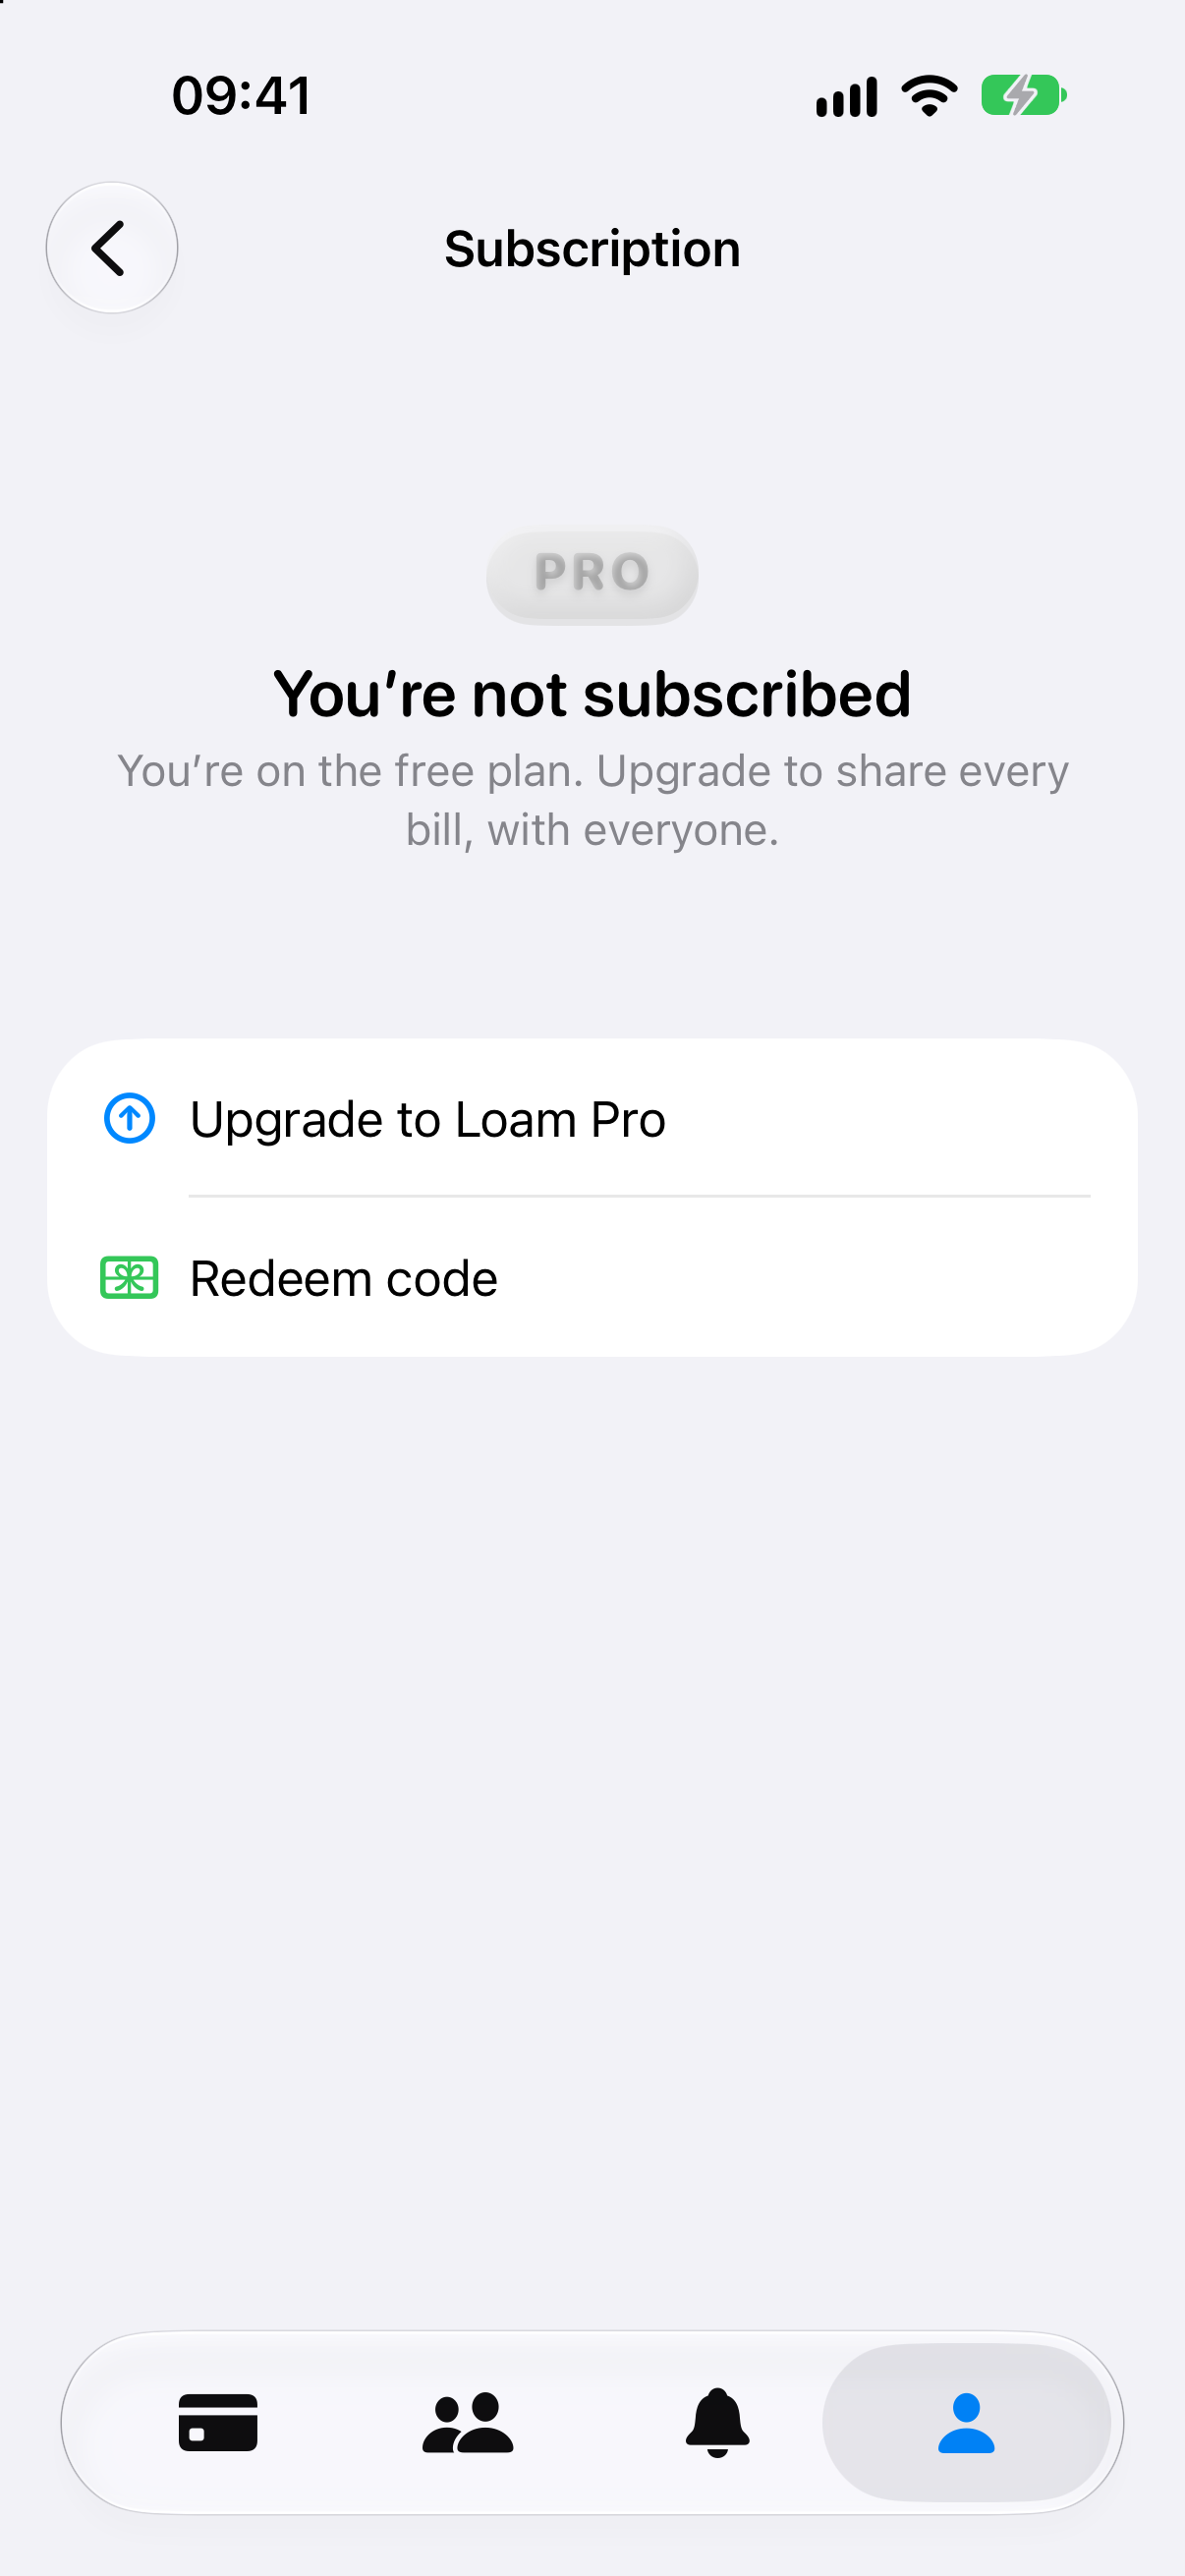 09:41
Subscription
PRO
You’re not subscribed
You’re on the free plan. Upgrade to share every
bill, with everyone.
Upgrade to Loam Pro
Redeem code